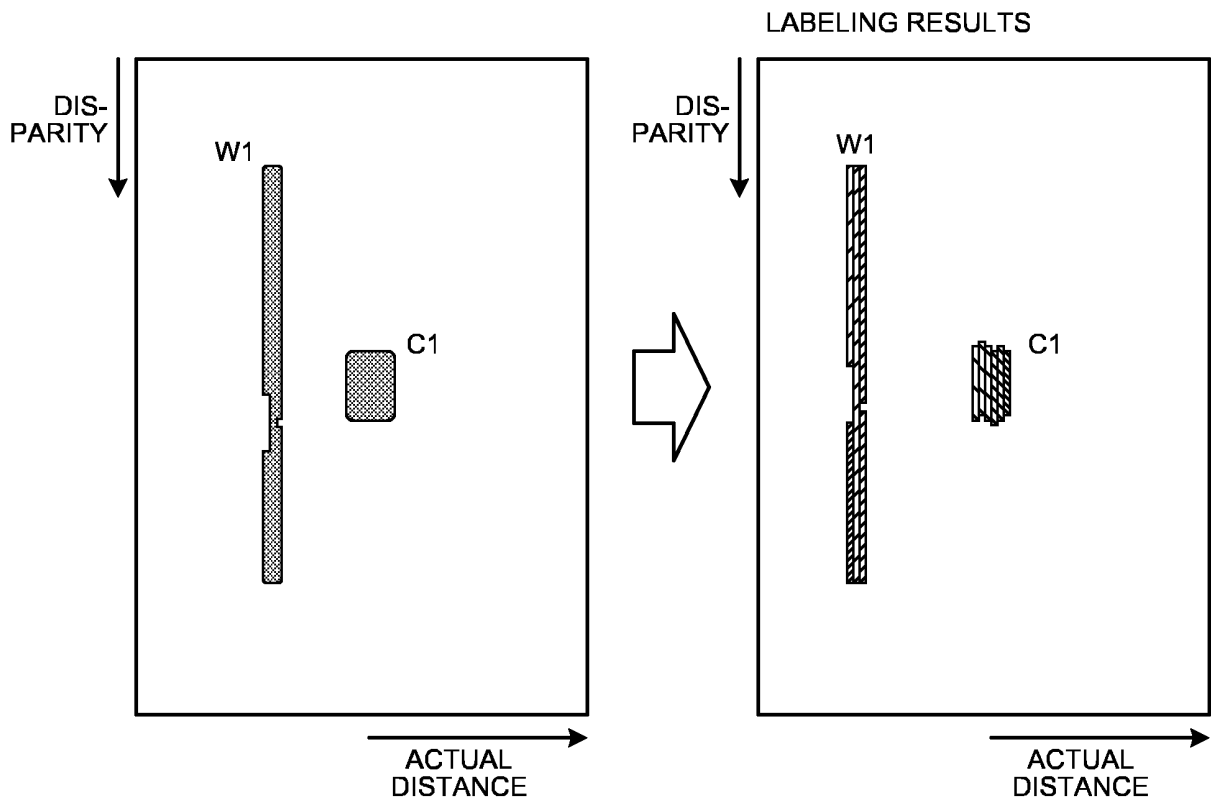 LABELING RESULTS
DIS-
PARITY
W1
C1
ACTUAL
DISTANCE
DIS-
PARITY
W1
C1
ACTUAL
DISTANCE